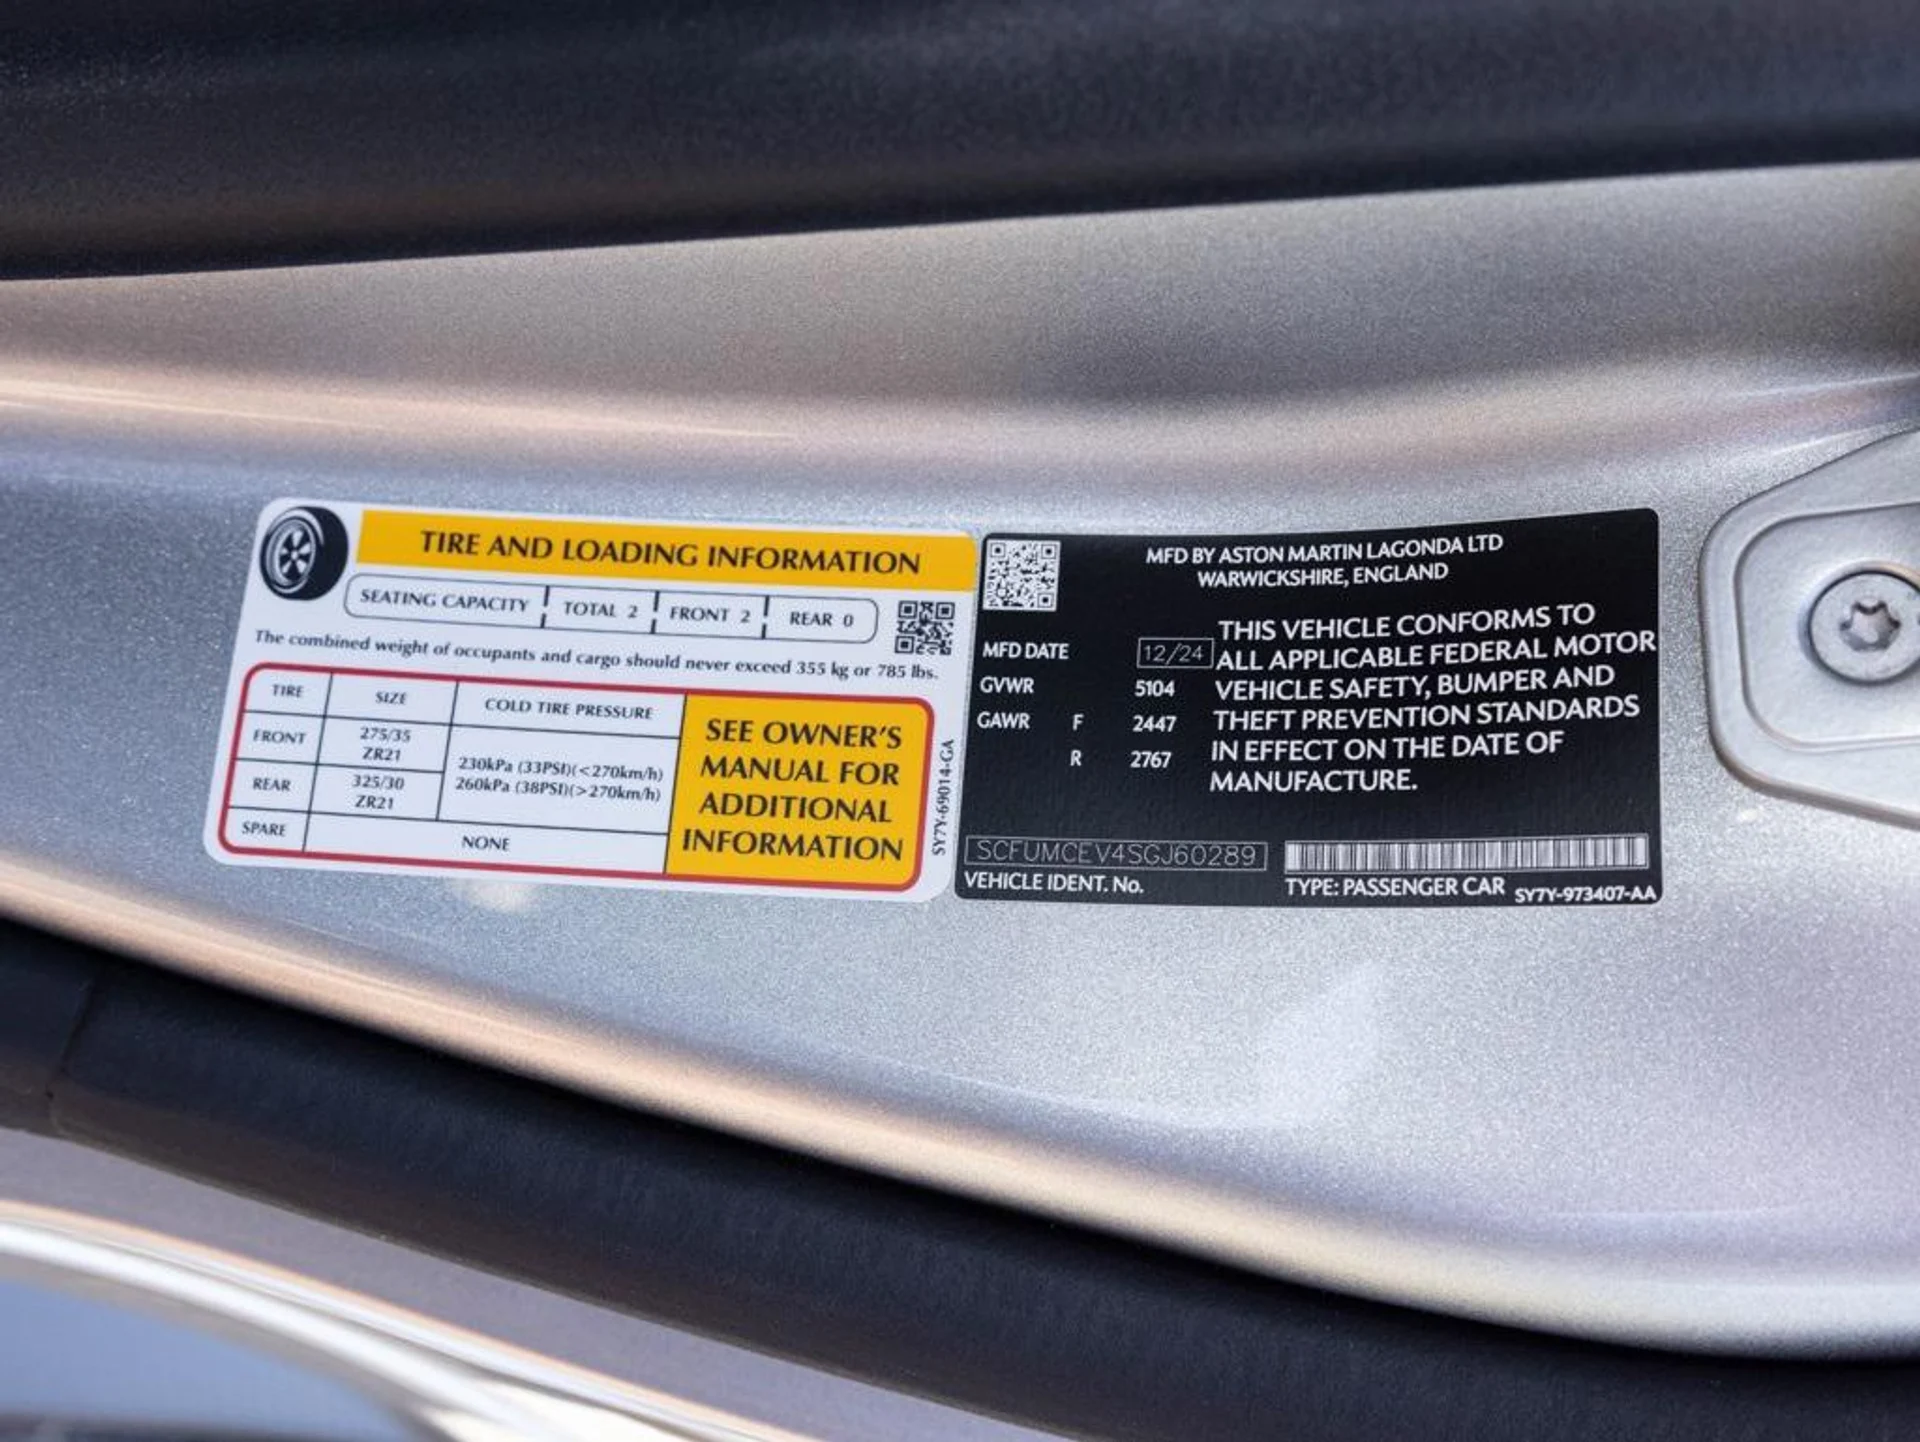 TIRE AND LOADING INFORMATION
SEATING CAPACITY TOTAL 2 FRONT 2 REAR 0
The combined weight of occupants and cargo should never exceed 355 kg or 785 lbs.
TIRE SIZE COLD TIRE PRESSURE
FRONT 275/35 ZR21
REAR 325/30 ZR21
230kPa (33PSI)(<270km/h)
260kPa (38PSI)(>270km/h)
SPARE NONE
SEE OWNER'S
MANUAL FOR
ADDITIONAL
INFORMATION
SY7Y-69014-GA
MFD BY ASTON MARTIN LAGONDA LTD
WARWICKSHIRE, ENGLAND
MFD DATE 12/24
GVWR 5104
GAWR F 2447
R 2767
THIS VEHICLE CONFORMS TO
ALL APPLICABLE FEDERAL MOTOR
VEHICLE SAFETY, BUMPER AND
THEFT PREVENTION STANDARDS
IN EFFECT ON THE DATE OF
MANUFACTURE.
SCFUMCEV4SGJ60289
VEHICLE IDENT. No.
TYPE: PASSENGER CAR
SY7Y-973407-AA